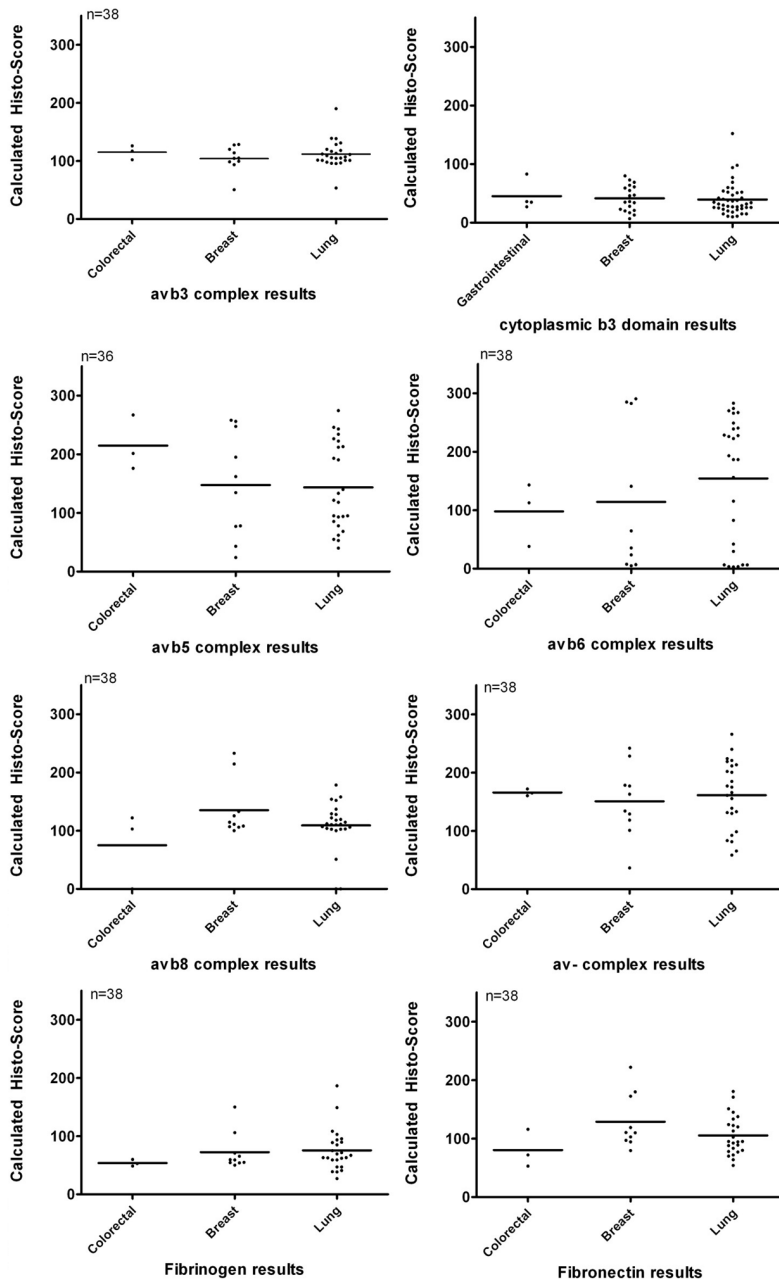 n=38
Calculated Histo-Score
300
200
100
0
Colorectal
Breast
Lung
avb3 complex results
Calculated Histo-Score
300
200
100
0
Gastrointestinal
Breast
Lung
cytoplasmic b3 domain results
n=36
Calculated Histo-Score
300
200
100
0
Colorectal
Breast
Lung
avb5 complex results
n=38
Calculated Histo-Score
300
200
100
0
Colorectal
Breast
Lung
avb6 complex results
n=38
Calculated Histo-Score
300
200
100
0
Colorectal
Breast
Lung
avb8 complex results
n=38
Calculated Histo-Score
300
200
100
0
Colorectal
Breast
Lung
av- complex results
n=38
Calculated Histo-Score
300
200
100
0
Colorectal
Breast
Lung
Fibrinogen results
n=38
Calculated Histo-Score
300
200
100
0
Colorectal
Breast
Lung
Fibronectin results